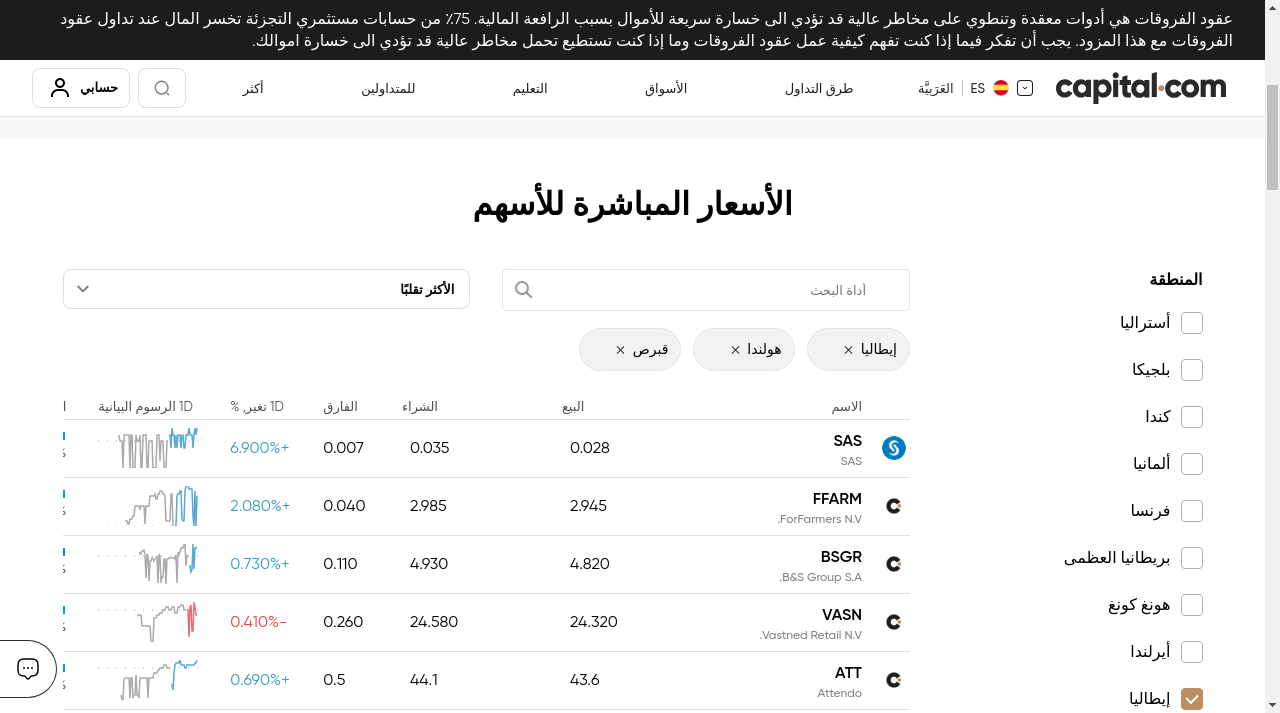 عقود الفروقات هي أدوات معقدة وتنطوي على مخاطر عالية قد تؤدي الى خسارة سريعة للأموال بسبب الرافعة المالية. 75٪ من حسابات مستثمري التجزئة تخسر المال عند تداول عقود
الفروقات مع هذا المزود. يجب أن تفكر فيما إذا كنت تفهم كيفية عمل عقود الفروقات وما إذا كنت تستطيع تحمل مخاطر عالية قد تؤدي الى خسارة اموالك.
capital.com
ES العَرَبيَّة
طرق التداول
الأسواق
التعليم
للمتداولين
أكثر
حسابي
الأسعار المباشرة للأسهم
المنطقة
أستراليا
بلجيكا
كندا
ألمانيا
فرنسا
بريطانيا العظمى
هونغ كونغ
أيرلندا
إيطاليا
أداة البحث
الأكثر تقلبًا
إيطاليا
هولندا
قبرص
الاسم البيع الشراء الفارق 1D تغير, % 1D الرسوم البيانية
SAS 0.028 0.035 0.007 6.900%+
SAS
FFARM 2.945 2.985 0.040 2.080%+
ForFarmers N.V.
BSGR 4.820 4.930 0.110 0.730%+
B&S Group S.A.
VASN 24.320 24.580 0.260 0.410%-
Vastned Retail N.V.
ATT 43.6 44.1 0.5 0.690%+
Attendo